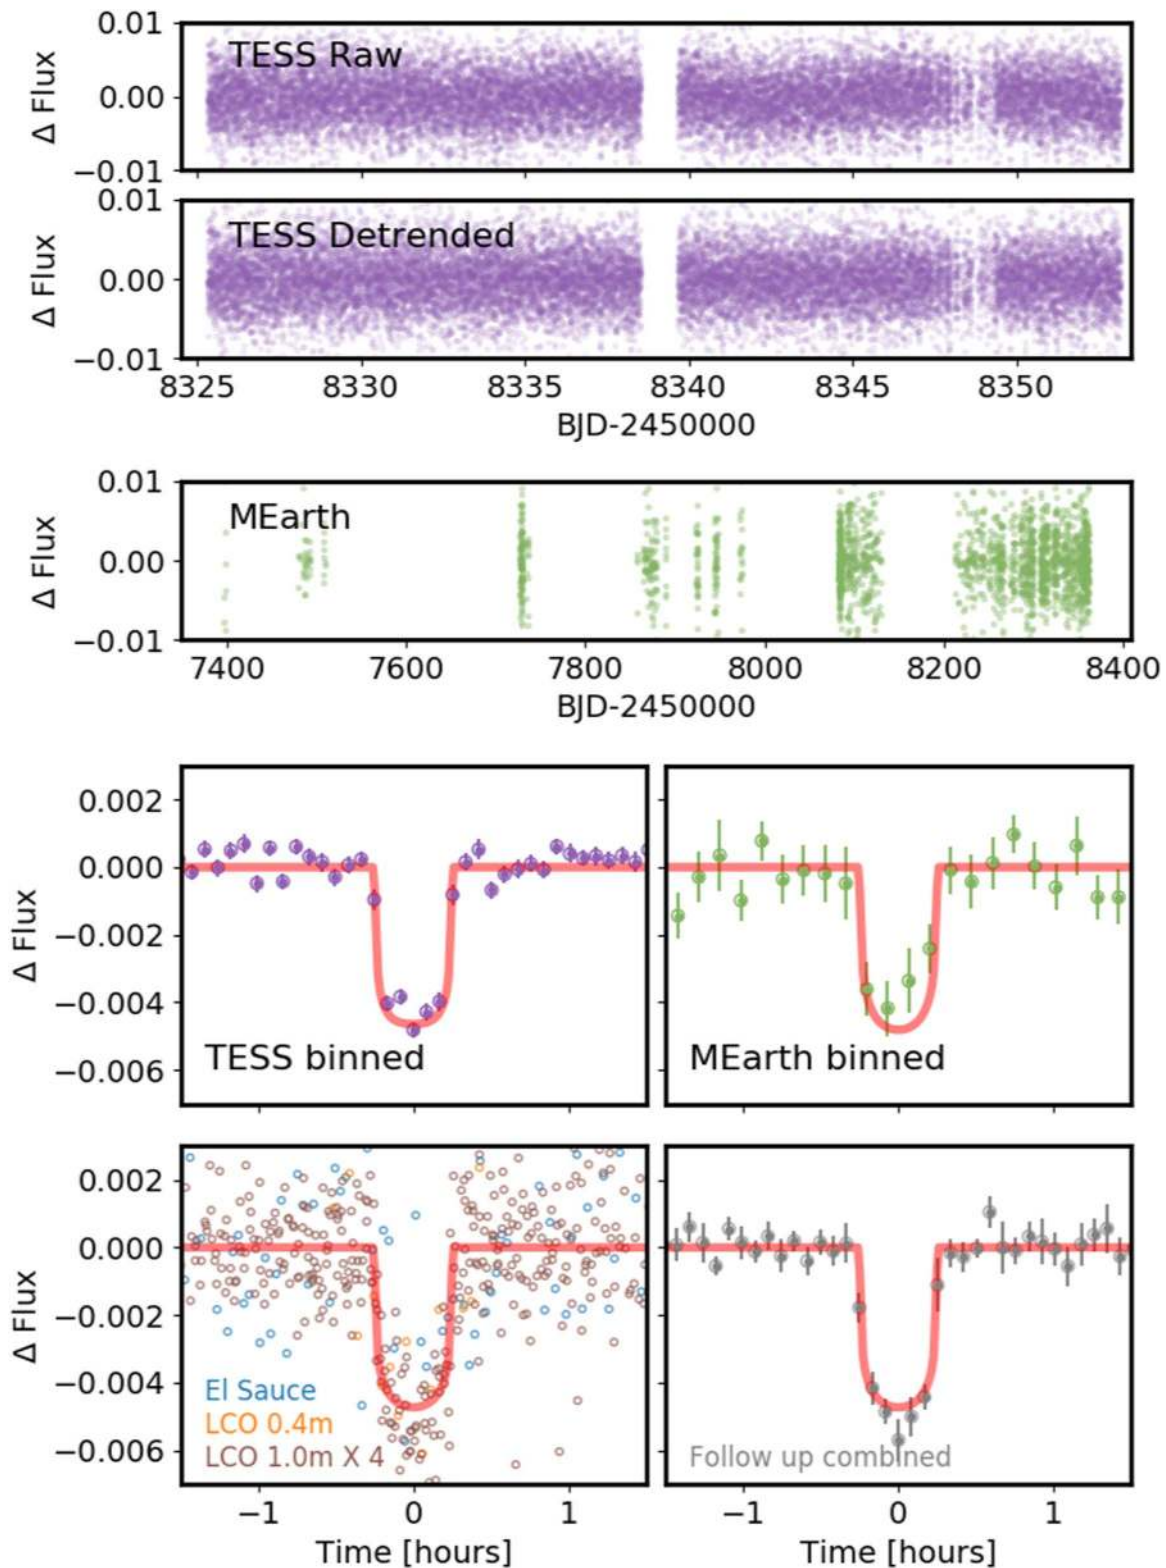 0.01
TESS Raw
0.00
Δ Flux
−0.01
0.01
TESS Detrended
0.00
Δ Flux
−0.01
8325 8330 8335 8340 8345 8350
BJD-2450000
0.01
MEarth
0.00
Δ Flux
−0.01
7400 7600 7800 8000 8200 8400
BJD-2450000
0.002
0.000
−0.002
Δ Flux
−0.004
−0.006
TESS binned
MEarth binned
0.002
0.000
−0.002
Δ Flux
−0.004
−0.006
El Sauce
LCO 0.4m
LCO 1.0m X 4
Follow up combined
−1 0 1
−1 0 1
Time [hours]
Time [hours]